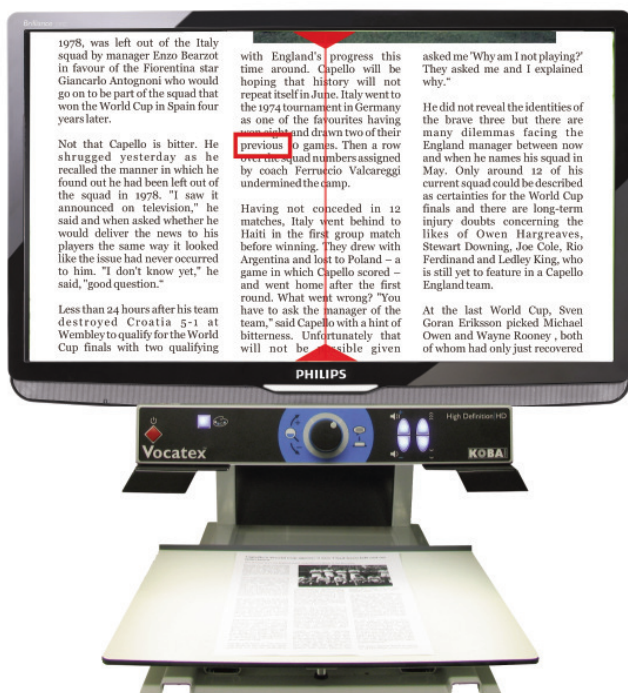 Brilliance
1978, was left out of the Italy
squad by manager Enzo Bearzot
in favour of the Fiorentina star
Giancarlo Antognoni who would
go on to be part of the squad that
won the World Cup in Spain four
years later.
Not that Capello is bitter. He
shrugged yesterday as he
recalled the manner in which he
found out he had been left out of
the squad in 1978. "I saw it
announced on television," he
said and when asked whether he
would deliver the news to his
players the same way it looked
like the issue had never occurred
to him. "I don't know yet," he
said, "good question."
Less than 24 hours after his team
destroyed Croatia 5-1 at
Wembley to qualify for the World
Cup finals with two qualifying
with England's progress this
time around. Capello will be
hoping that history will not
repeat itself in June. Italy went to
the 1974 tournament in Germany
as one of the favourites having
won eight and drawn two of their
previous games. Then a row
over the squad numbers assigned
by coach Ferruccio Valcareggi
undermined the camp.
Having not conceded in 12
matches, Italy went behind to
Haiti in the first group match
before winning. They drew with
Argentina and lost to Poland – a
game in which Capello scored –
and went home after the first
round. What went wrong? "You
have to ask the manager of the
team," said Capello with a hint of
bitterness. Unfortunately that
will not be possible given
asked me 'Why am I not playing?'
They asked me and I explained
why."
He did not reveal the identities of
the brave three but there are
many dilemmas facing the
England manager between now
and when he names his squad in
May. Only around 12 of his
current squad could be described
as certainties for the World Cup
finals and there are long-term
injury doubts concerning the
likes of Owen Hargreaves,
Stewart Downing, Joe Cole, Rio
Ferdinand and Ledley King, who
is still yet to feature in a Capello
England team.
At the last World Cup, Sven
Goran Eriksson picked Michael
Owen and Wayne Rooney , both
of whom had only just recovered
PHILIPS
High Definition|HD
Vocatex
KOBA